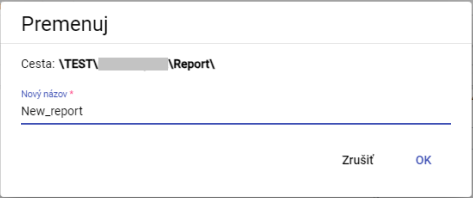 Premenuj
Cesta: \TEST\ \Report\
Nový názov *
New_report
Zrušiť OK